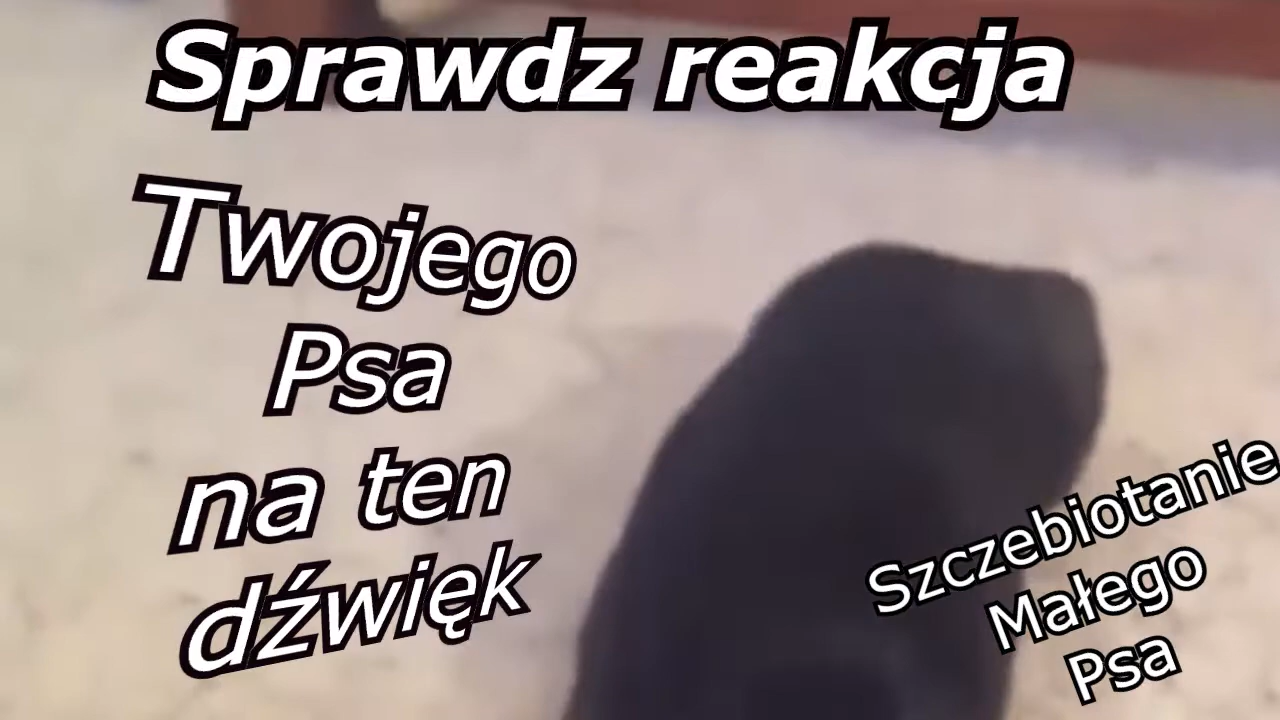 Sprawdz reakcja
Twojego
Psa
na ten
dźwięk
Szczebiotanie
Małego
Psa